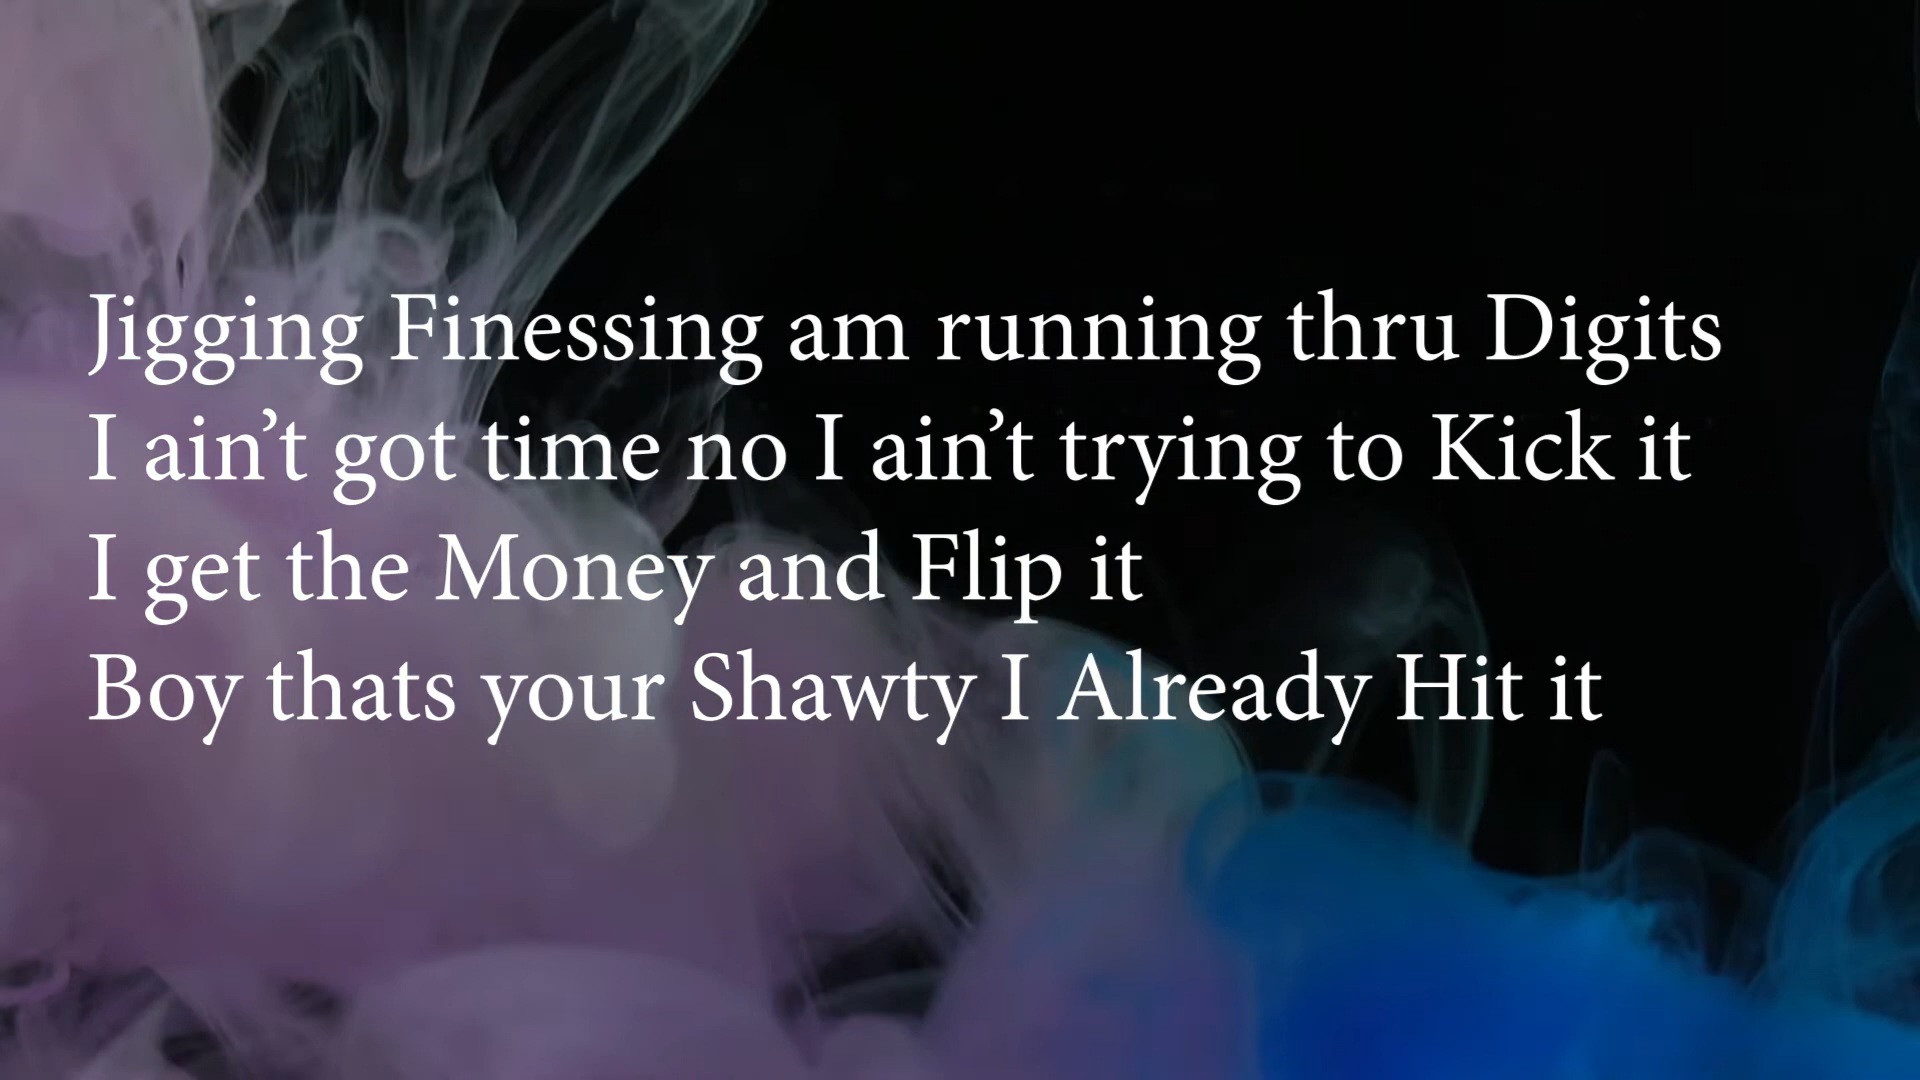 Jigging Finessing am running thru Digits
I ain’t got time no I ain’t trying to Kick it
I get the Money and Flip it
Boy thats your Shawty I Already Hit it